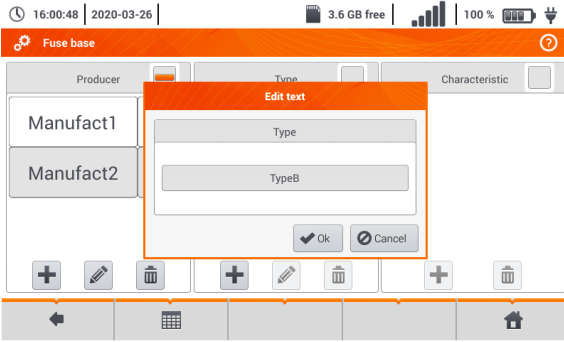 16:00:48 2020-03-26 3.6 GB free 100 %
Fuse base ?
Producer Type Characteristic
Edit text
Manufact1
Type
Manufact2
TypeB
Ok Cancel